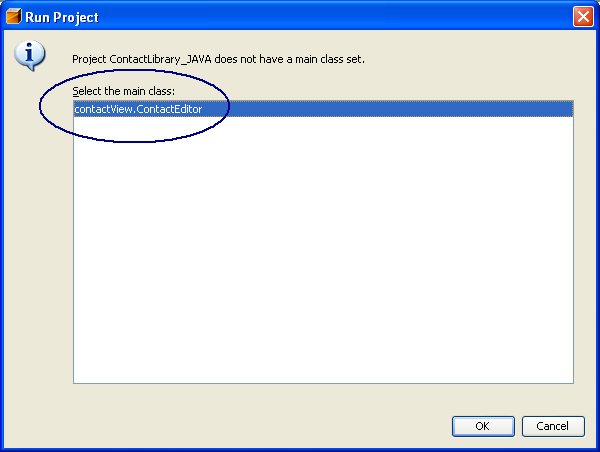 Run Project
Project ContactLibrary_JAVA does not have a main class set.
Select the main class:
contactView.ContactEditor
OK
Cancel